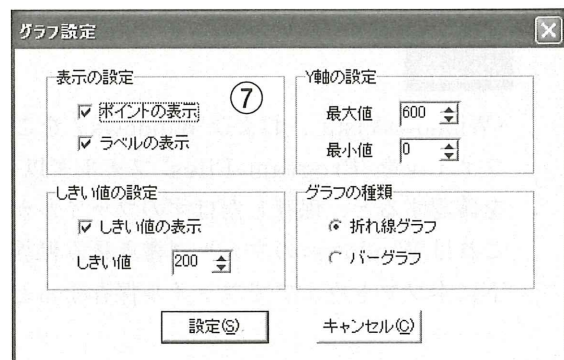 グラフ設定
表示の設定
⑦
ポイントの表示
ラベルの表示
Y軸の設定
最大値 600
最小値 0
しきい値の設定
しきい値の表示
しきい値 200
グラフの種類
折れ線グラフ
バーグラフ
設定(S)
キャンセル(C)